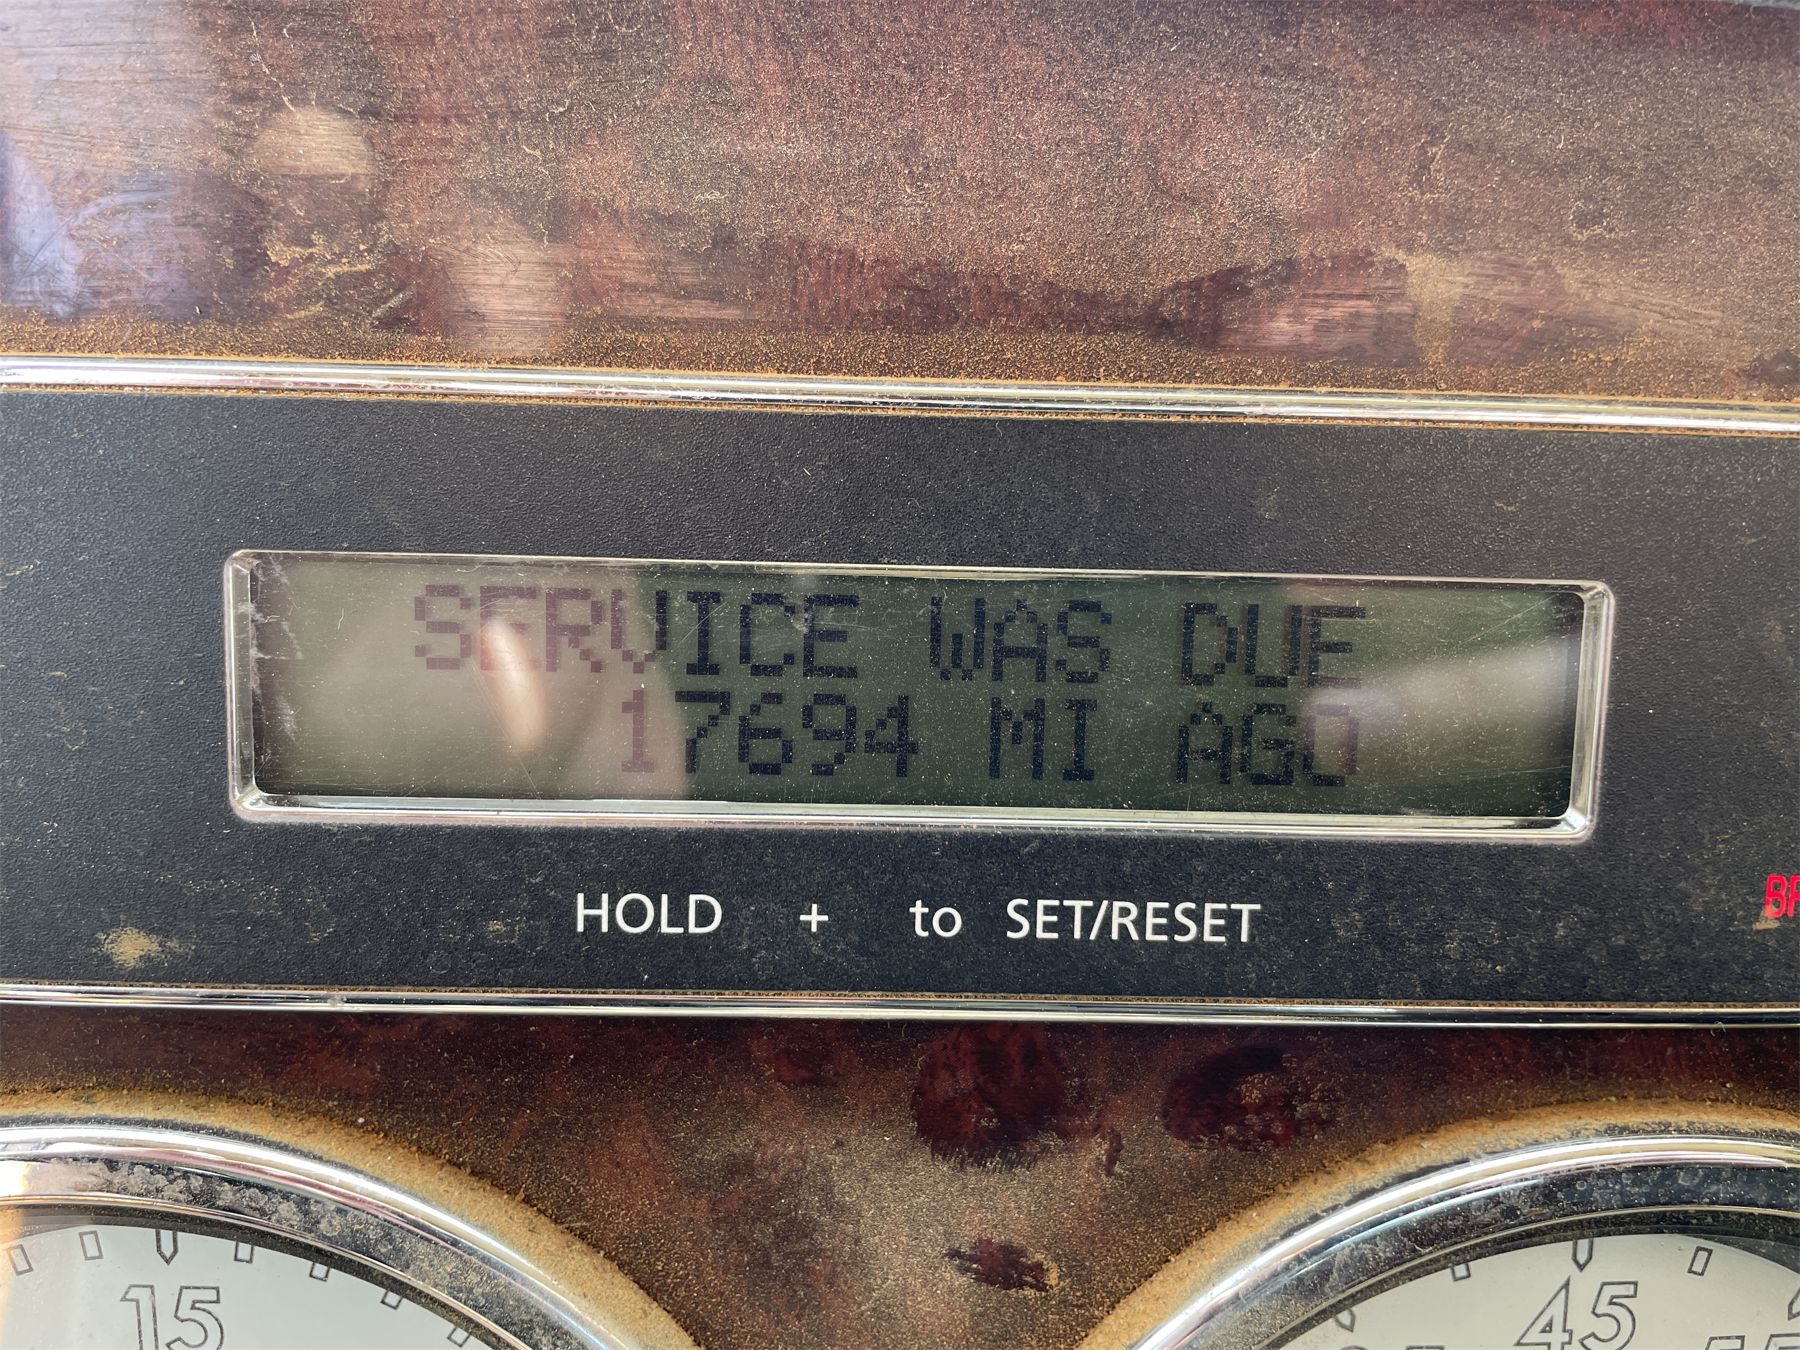 SERVICE WAS DUE
17694 MI AGO
HOLD + to SET/RESET
15
45